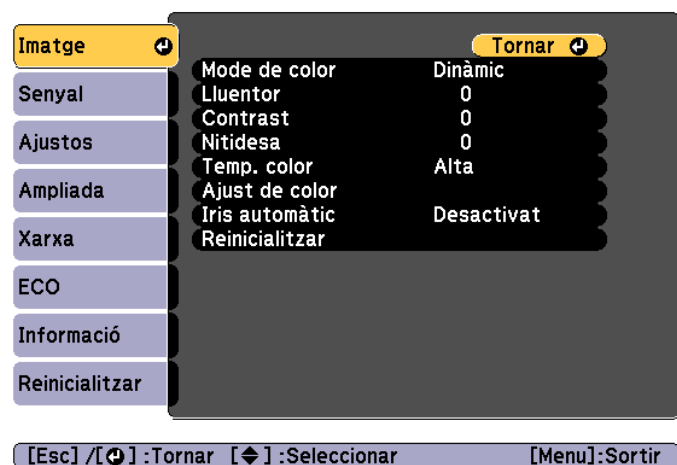 Imatge
Senyal
Ajustos
Ampliada
Xarxa
ECO
Informació
Reinicialitzar
Tornar
Mode de color Dinàmic
Lluentor 0
Contrast 0
Nitidesa 0
Temp. color Alta
Ajust de color
Iris automàtic Desactivat
Reinicialitzar
[Esc] /[⏎] :Tornar [◆] :Seleccionar [Menu]:Sortir